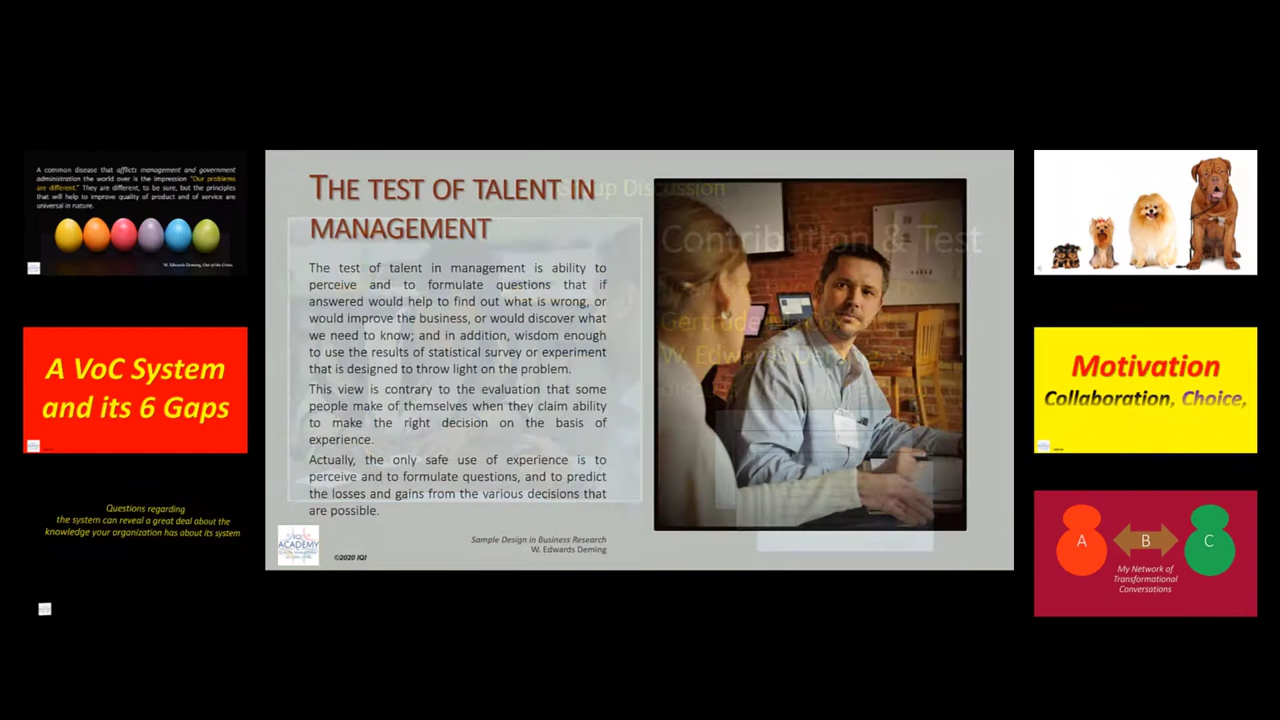 A common disease that afflicts management and government
administration the world over is the impression "Our problems
are different." They are different, to be sure, but the principles
that will help to improve quality of product and of service are
universal in nature.
W. Edwards Deming, Out of the Crisis
A VoC System
and its 6 Gaps
Questions regarding
the system can reveal a great deal about the
knowledge your organization has about its system
THE TEST OF TALENT IN
MANAGEMENT
The test of talent in management is ability to
perceive and to formulate questions that if
answered would help to find out what is wrong, or
would improve the business, or would discover what
we need to know; and in addition, wisdom enough
to use the results of statistical survey or experiment
that is designed to throw light on the problem.
This view is contrary to the evaluation that some
people make of themselves when they claim ability
to make the right decision on the basis of
experience.
Actually, the only safe use of experience is to
perceive and to formulate questions, and to predict
the losses and gains from the various decisions that
are possible.
Sample Design in Business Research
W. Edwards Deming
ACADEMY
©2020 IQI
Group Discussion
Contribution & Test
by
W. Edwards Deming,
Motivation
Collaboration, Choice,
A B C
My Network of
Transformational
Conversations